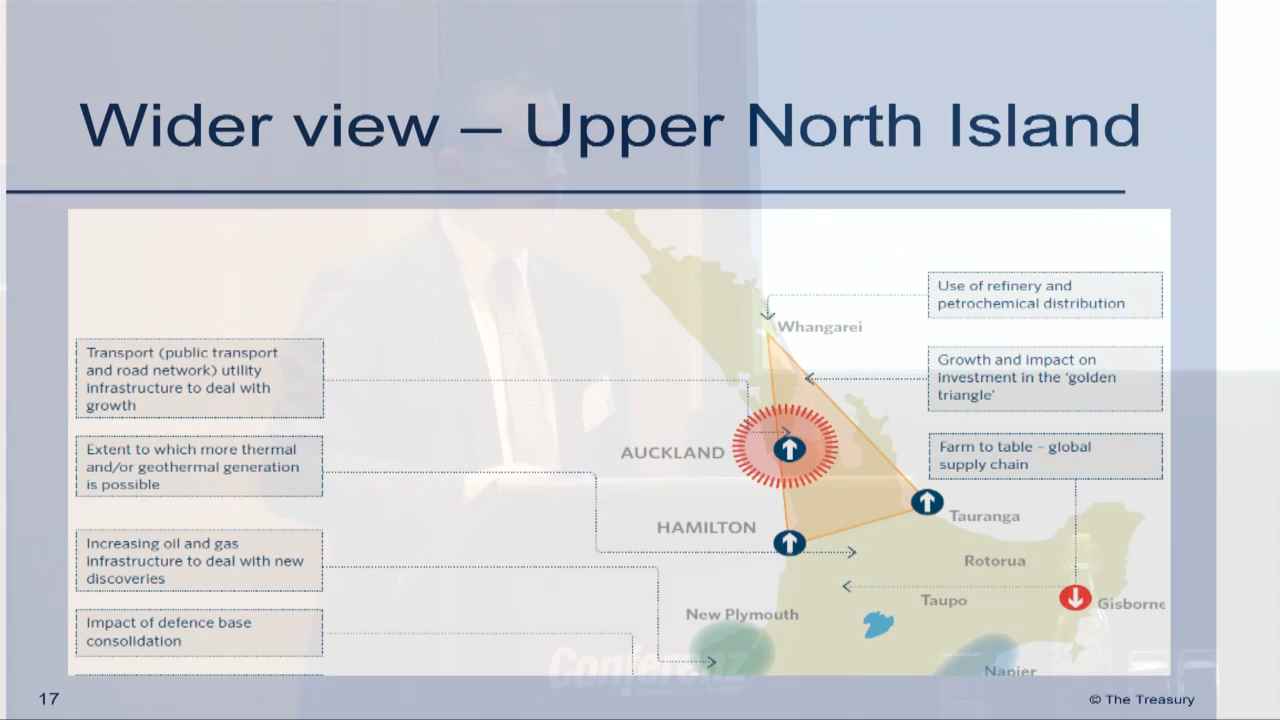 Wider view – Upper North Island
Use of refinery and
petrochemical distribution
Whangarei
Transport (public transport
and road network) utility
infrastructure to deal with
growth
Growth and impact on
investment in the ‘golden
triangle’
AUCKLAND
Extent to which more thermal
and/or geothermal generation
is possible
Farm to table – global
supply chain
HAMILTON
Tauranga
Increasing oil and gas
infrastructure to deal with new
discoveries
Rotorua
Taupo
Gisborne
New Plymouth
Impact of defence base
consolidation
Conferenz
Napier
17
© The Treasury